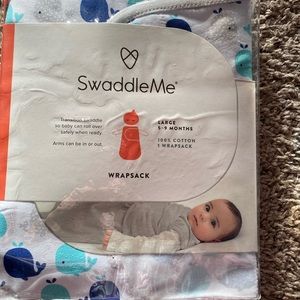 SwaddleMe®
Transition swaddle
so baby can roll over
safely when ready.
Arms can be in or out.
LARGE
5-9 MONTHS
100% COTTON
1 WRAPSACK
WRAPSACK